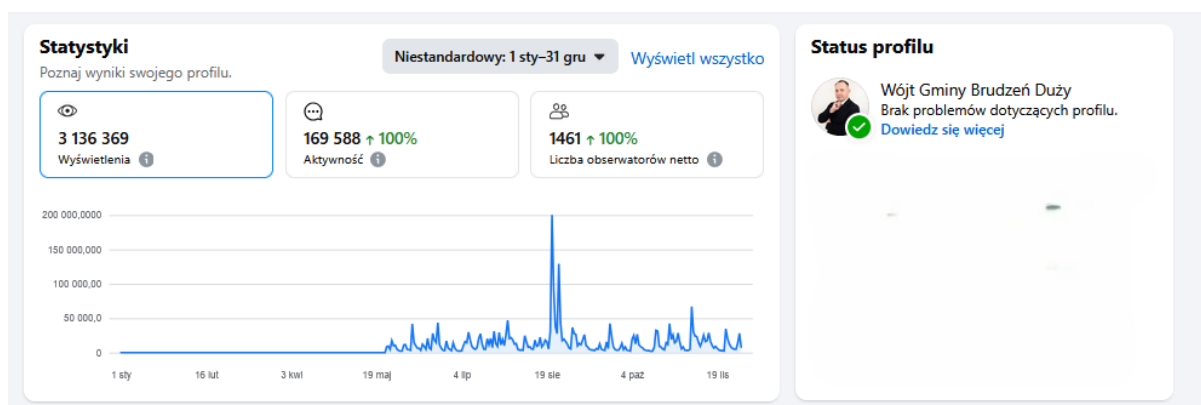 Statystyki
Poznaj wyniki swojego profilu.
Niestandardowy: 1 sty–31 gru
Wyświetl wszystko
3 136 369
Wyświetlenia
169 588 ↑ 100%
Aktywność
1461 ↑ 100%
Liczba obserwatorów netto
200 000,0000
150 000,000
100 000,00
50 000,0
0
1 sty
16 lut
3 kwi
19 maj
4 lip
19 sie
4 paź
19 lis
Status profilu
Wójt Gminy Brudzeń Duży
Brak problemów dotyczących profilu.
Dowiedz się więcej